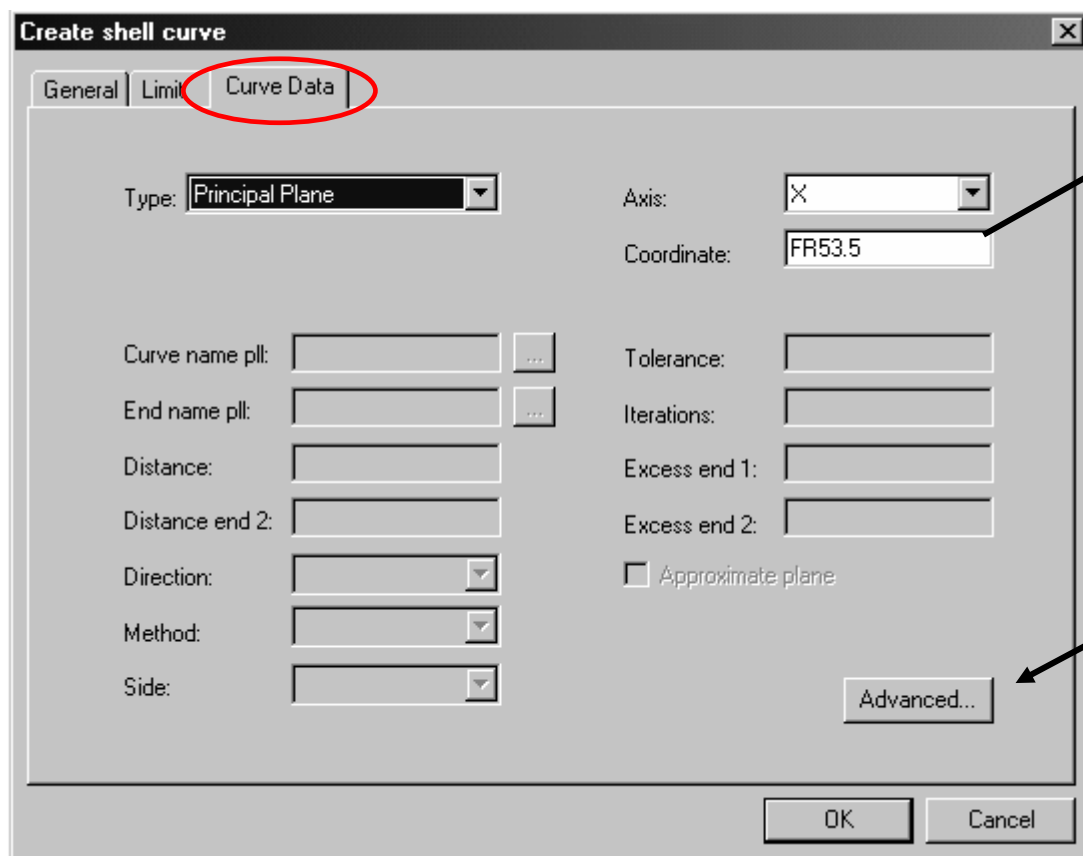 Create shell curve
General Limit Curve Data
Type: Principal Plane
Axis: X
Coordinate: FR53.5
Curve name pll: ...
End name pll: ...
Distance:
Distance end 2:
Direction:
Method:
Side:
Tolerance:
Iterations:
Excess end 1:
Excess end 2:
Approximate plane
Advanced...
OK Cancel